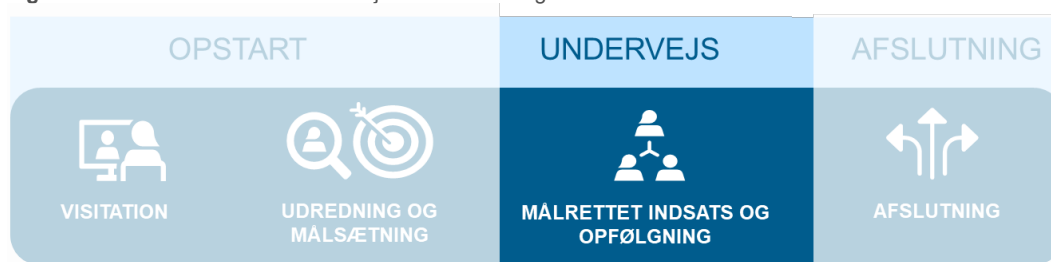 OPSTART
UNDERVEJS
AFSLUTNING
VISITATION
UDREDNING OG
MÅLSÆTNING
MÅLRETTET INDSATS OG
OPFØLGNING
AFSLUTNING